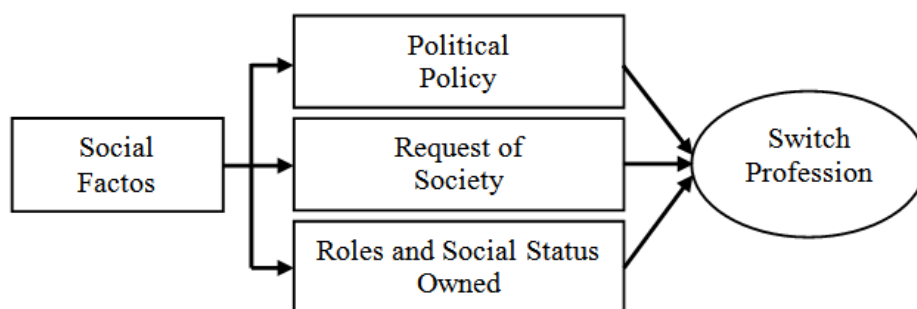 Social
Factos
Political
Policy
Request of
Society
Roles and Social Status
Owned
Switch
Profession